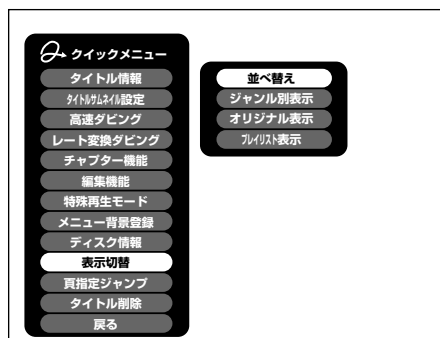 クイックメニュー
タイトル情報
タイトルサムネイル設定
高速ダビング
レート変換ダビング
チャプター機能
編集機能
特殊再生モード
メニュー背景登録
ディスク情報
表示切替
頁指定ジャンプ
タイトル削除
戻る
並べ替え
ジャンル別表示
オリジナル表示
プレイリスト表示